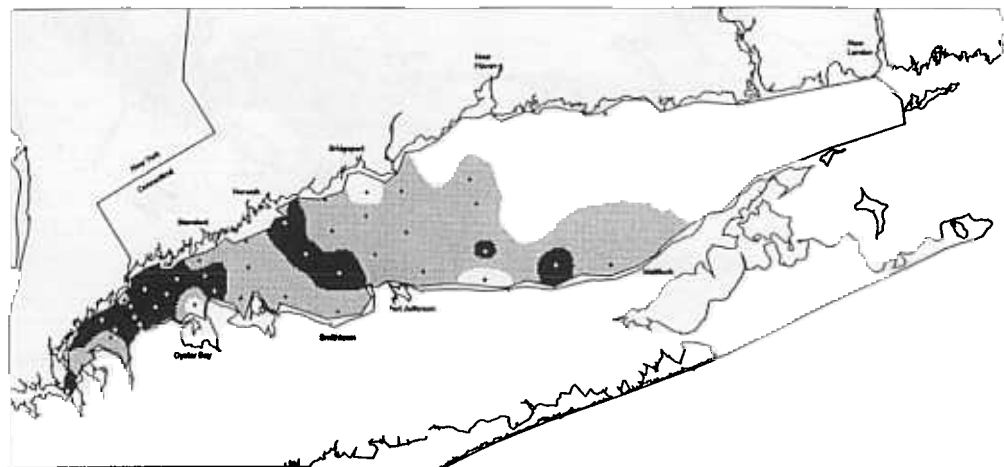 New
London
New
Haven
Bridgeport
New York
Connecticut
Norwalk
Stamford
Mattituck
Port Jefferson
Smithtown
Oyster Bay